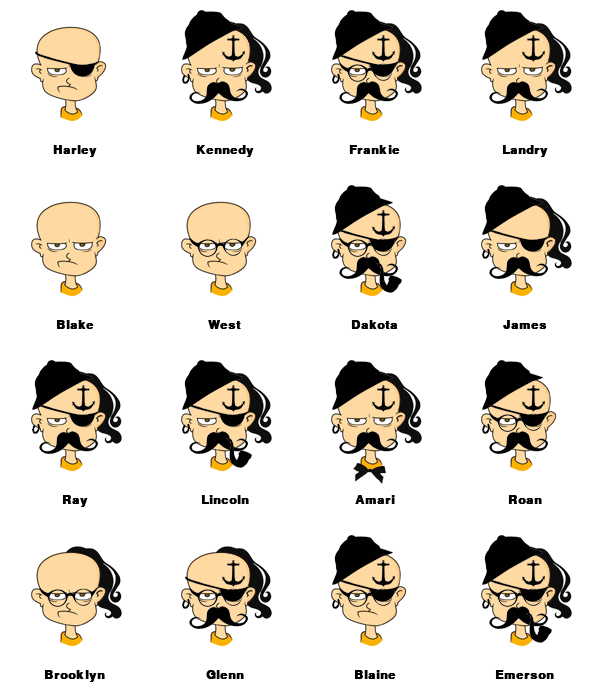 Harley
Kennedy
Frankie
Landry
Blake
West
Dakota
James
Ray
Lincoln
Amari
Roan
Brooklyn
Glenn
Blaine
Emerson